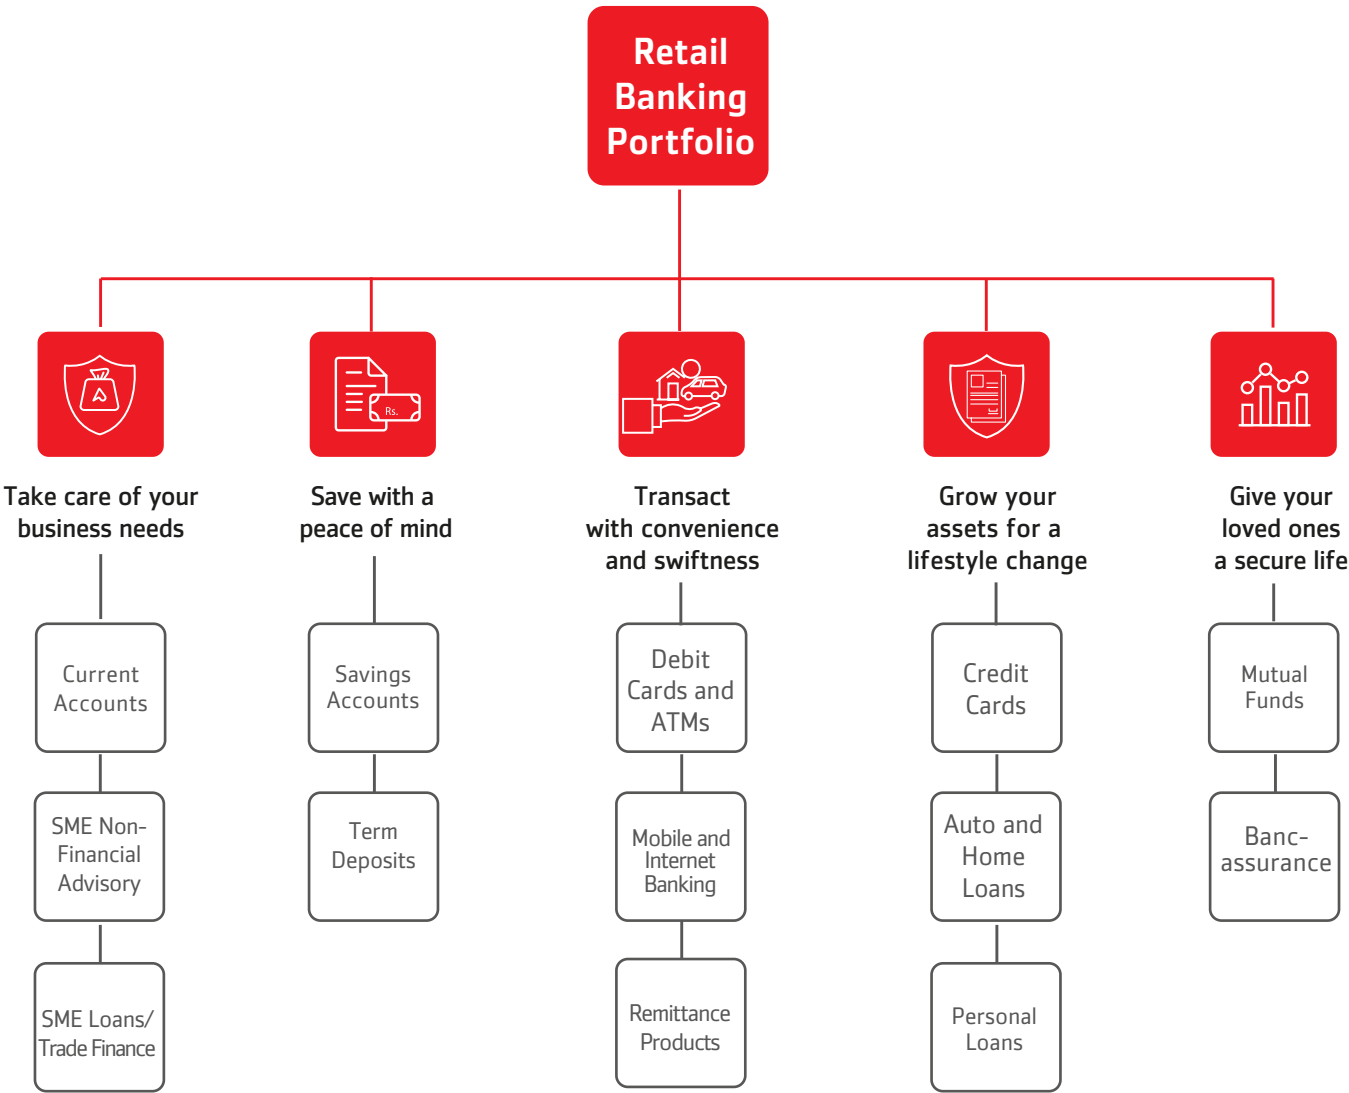 Retail
Banking
Portfolio
Rs.
Take care of your
business needs
Save with a
peace of mind
Transact
with convenience
and swiftness
Grow your
assets for a
lifestyle change
Give your
loved ones
a secure life
Current
Accounts
Savings
Accounts
Debit
Cards and
ATMs
Credit
Cards
Mutual
Funds
SME Non-
Financial
Advisory
Term
Deposits
Mobile and
Internet
Banking
Auto and
Home
Loans
Banc-
assurance
SME Loans/
Trade Finance
Remittance
Products
Personal
Loans